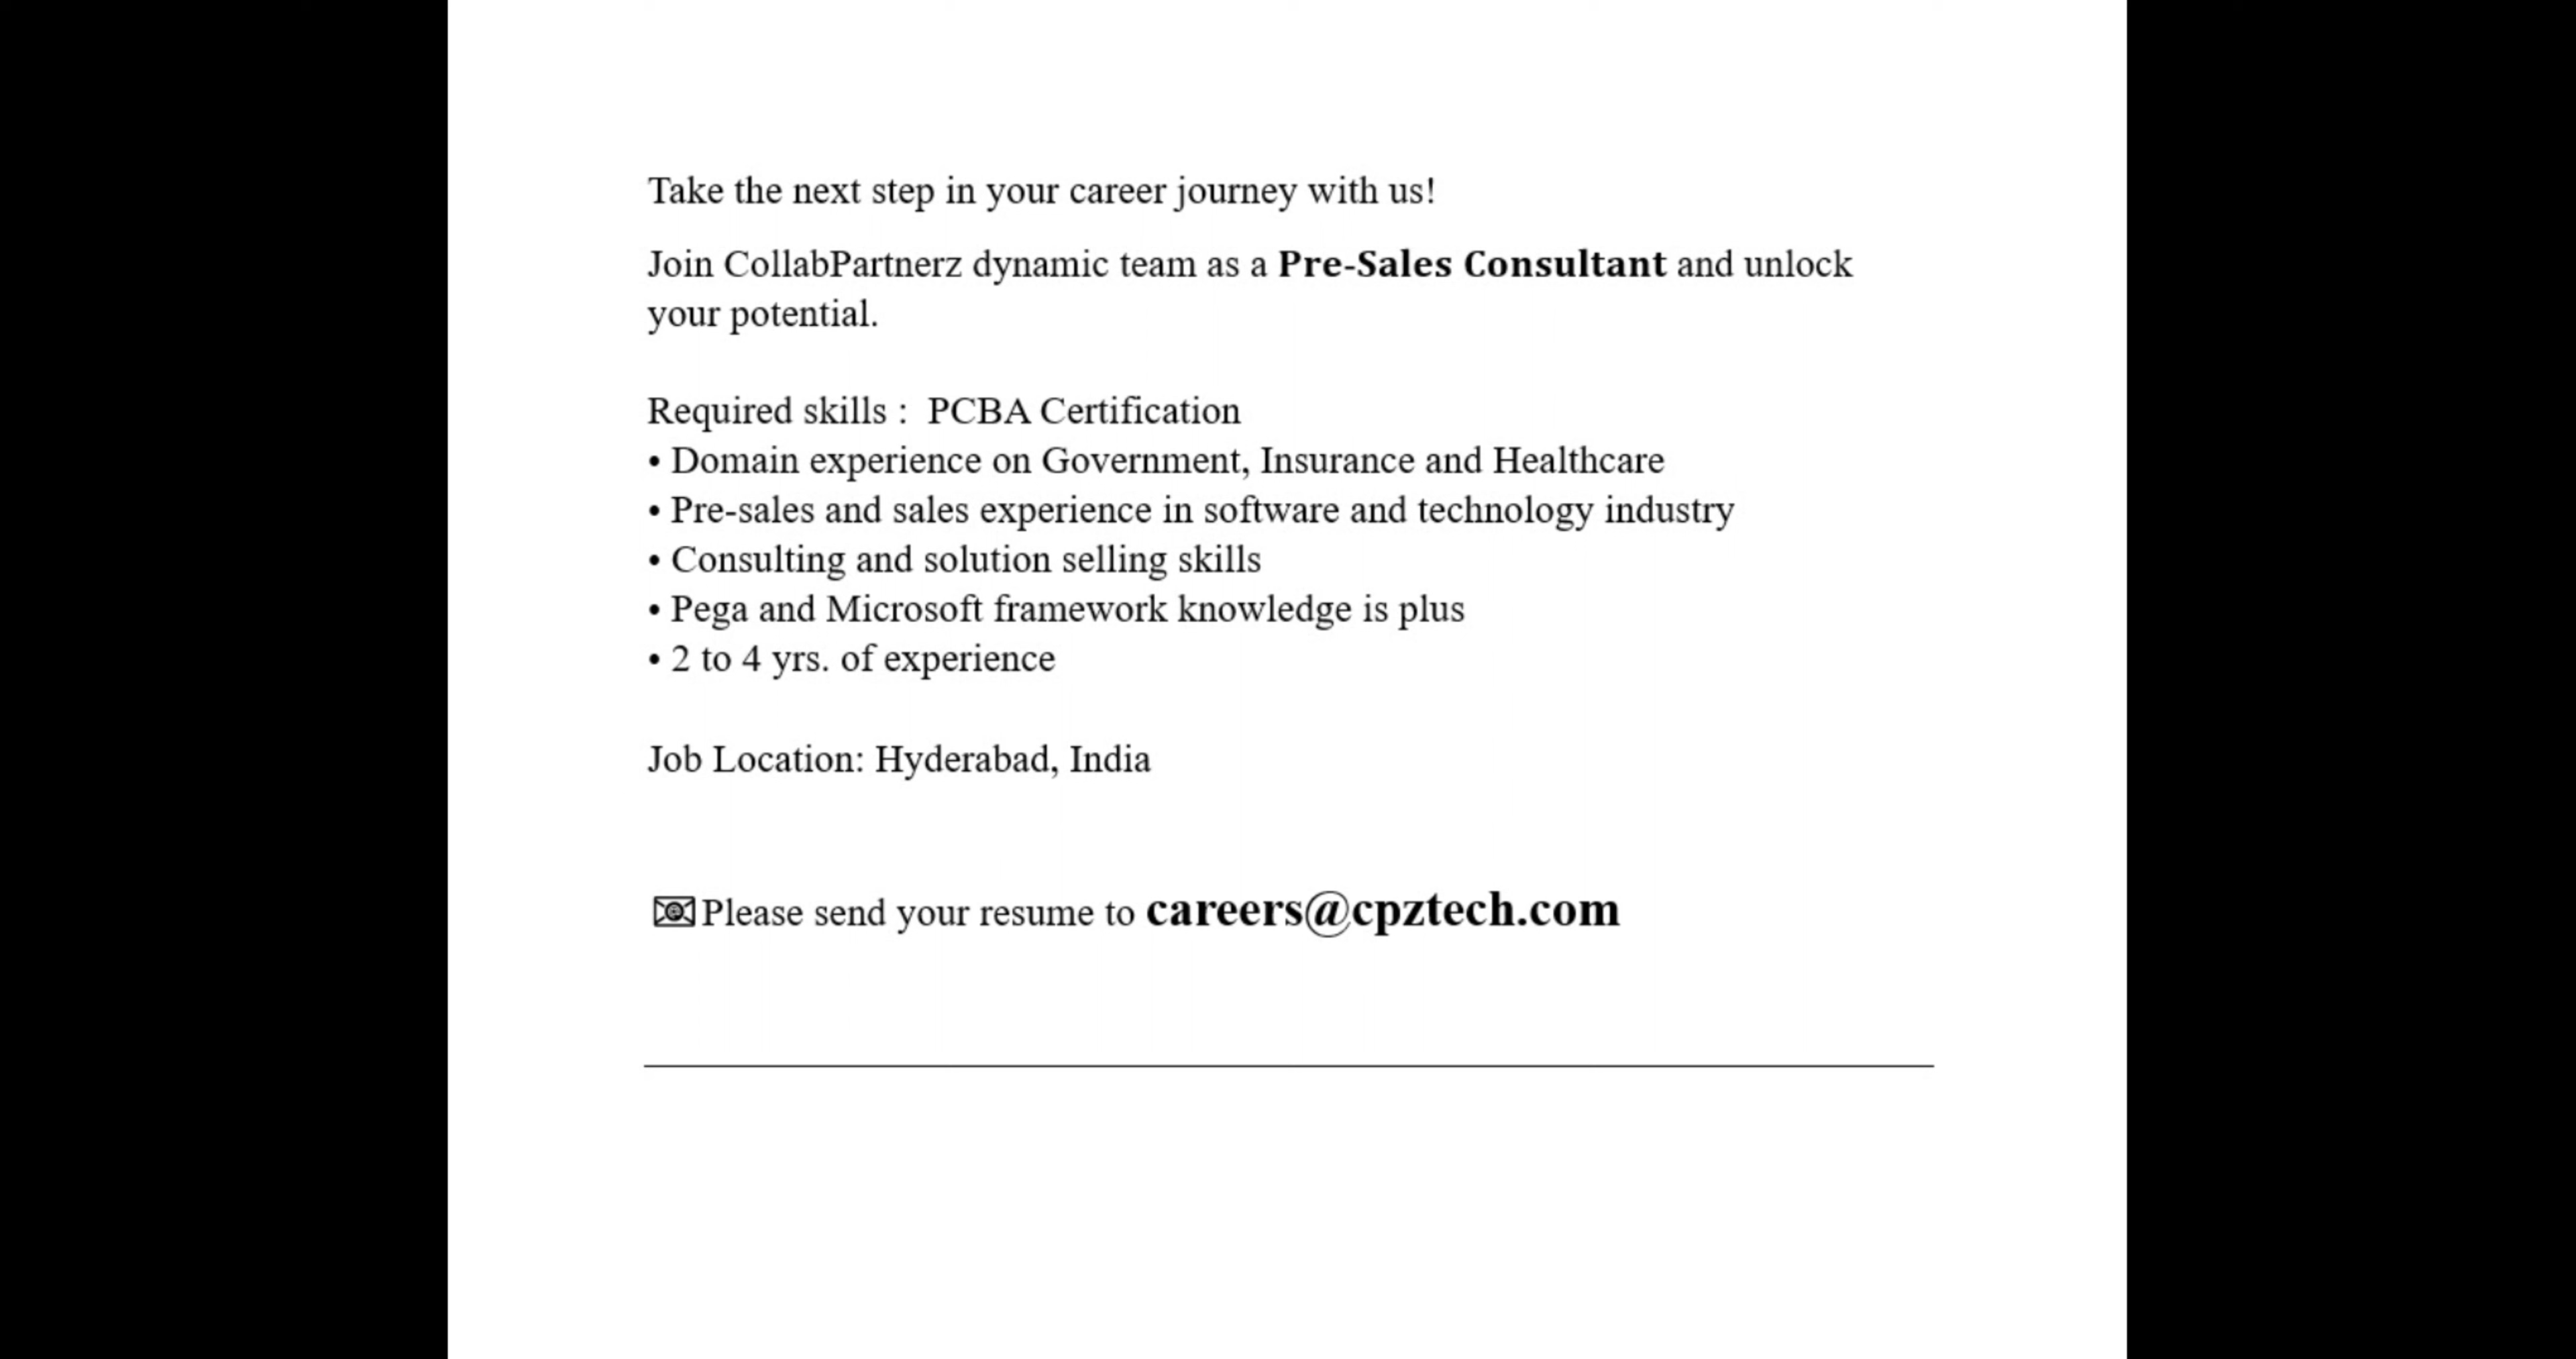 Take the next step in your career journey with us!
Join CollabPartnerz dynamic team as a Pre-Sales Consultant and unlock
your potential.
Required skills :  PCBA Certification
• Domain experience on Government, Insurance and Healthcare
• Pre-sales and sales experience in software and technology industry
• Consulting and solution selling skills
• Pega and Microsoft framework knowledge is plus
• 2 to 4 yrs. of experience
Job Location: Hyderabad, India
📧Please send your resume to careers@cpztech.com